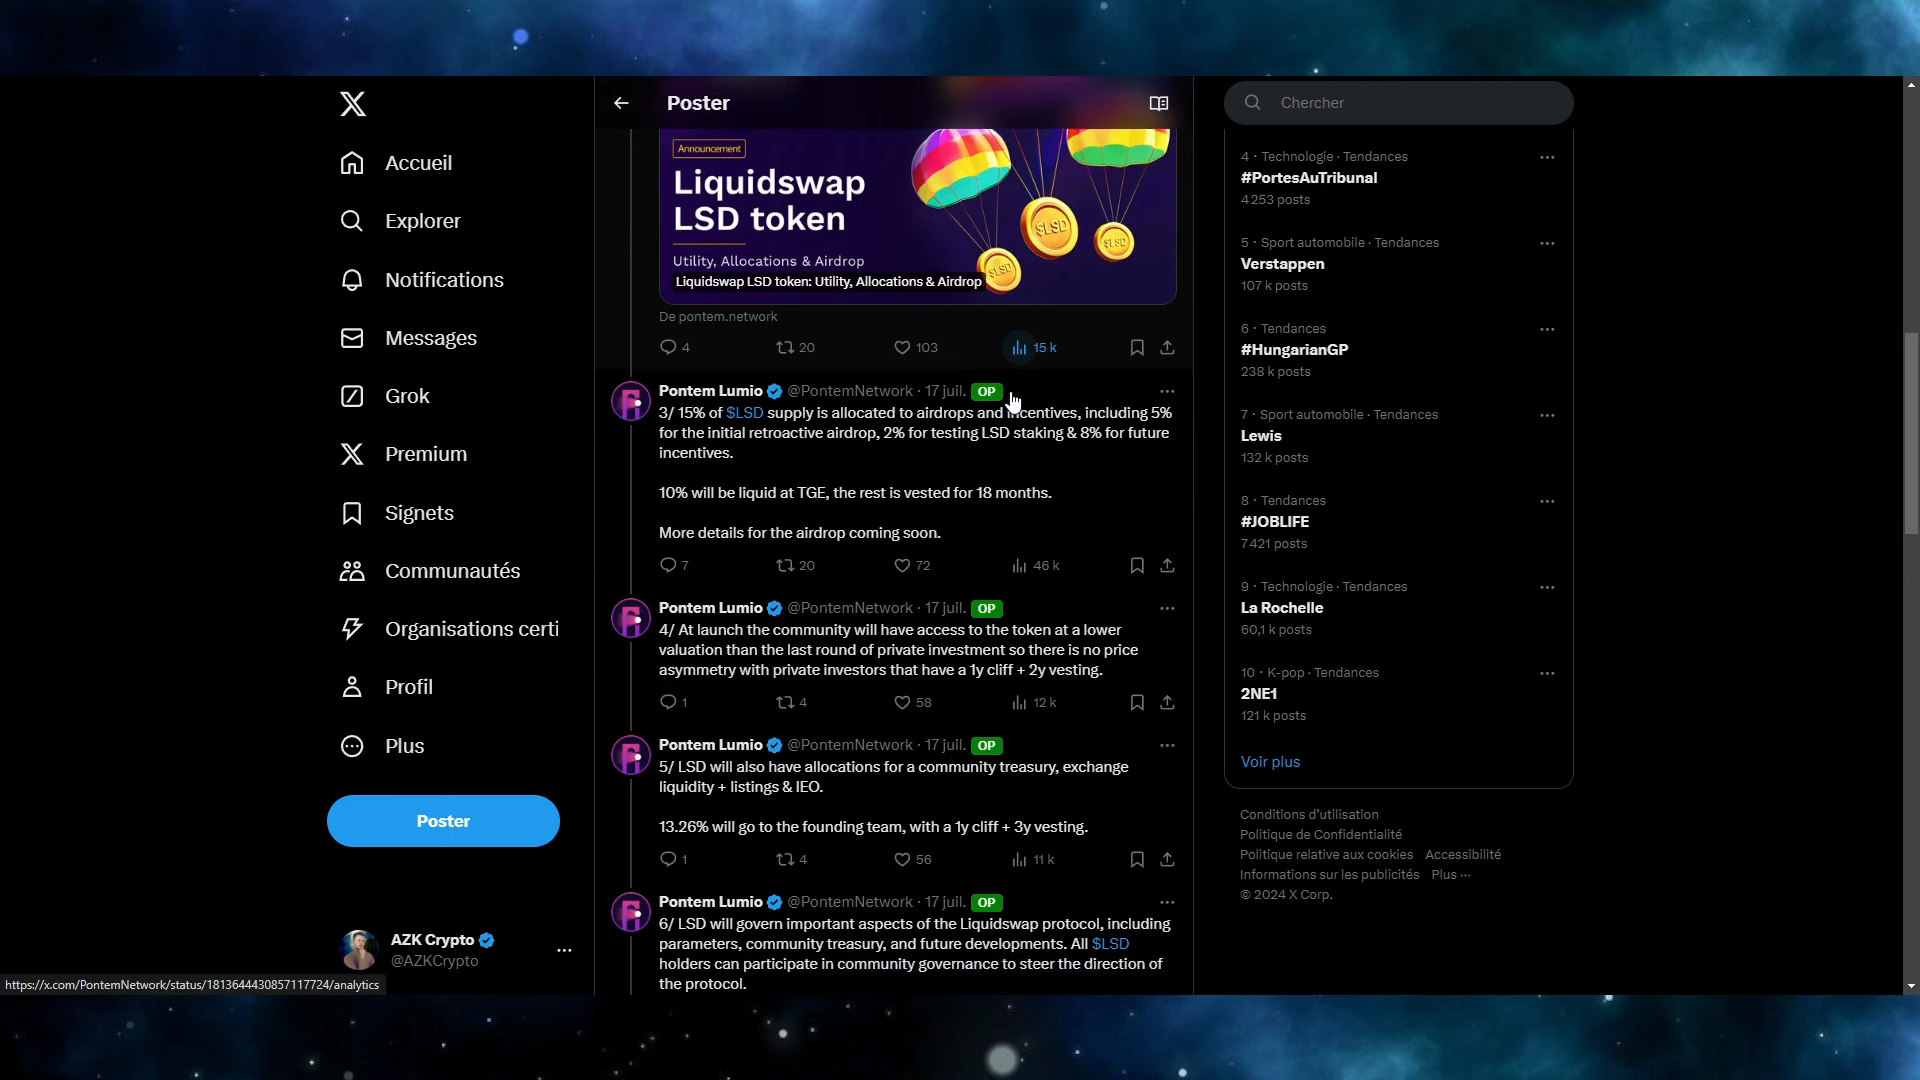 Accueil
Explorer
Notifications
Messages
Grok
Premium
Signets
Communautés
Organisations certi
Profil
Plus
Poster
AZK Crypto
@AZKCrypto
https://x.com/PontemNetwork/status/1813644430857117724/analytics
Poster
Announcement
Liquidswap
LSD token
Utility, Allocations & Airdrop
Liquidswap LSD token: Utility, Allocations & Airdrop
$LSD
$LSD
$LSD
De pontem.network
4 20 103 15 k
Pontem Lumio @PontemNetwork · 17 juil. OP
3/ 15% of $LSD supply is allocated to airdrops and incentives, including 5%
for the initial retroactive airdrop, 2% for testing LSD staking & 8% for future
incentives.
10% will be liquid at TGE, the rest is vested for 18 months.
More details for the airdrop coming soon.
7 20 72 46 k
Pontem Lumio @PontemNetwork · 17 juil. OP
4/ At launch the community will have access to the token at a lower
valuation than the last round of private investment so there is no price
asymmetry with private investors that have a 1y cliff + 2y vesting.
1 4 58 12 k
Pontem Lumio @PontemNetwork · 17 juil. OP
5/ LSD will also have allocations for a community treasury, exchange
liquidity + listings & IEO.
13.26% will go to the founding team, with a 1y cliff + 3y vesting.
1 4 56 11 k
Pontem Lumio @PontemNetwork · 17 juil. OP
6/ LSD will govern important aspects of the Liquidswap protocol, including
parameters, community treasury, and future developments. All $LSD
holders can participate in community governance to steer the direction of
the protocol.
Chercher
4 · Technologie · Tendances
#PortesAuTribunal
4 253 posts
5 · Sport automobile · Tendances
Verstappen
107 k posts
6 · Tendances
#HungarianGP
238 k posts
7 · Sport automobile · Tendances
Lewis
132 k posts
8 · Tendances
#JOBLIFE
7 421 posts
9 · Technologie · Tendances
La Rochelle
60,1 k posts
10 · K-pop · Tendances
2NE1
121 k posts
Voir plus
Conditions d'utilisation
Politique de Confidentialité
Politique relative aux cookies Accessibilité
Informations sur les publicités Plus ···
© 2024 X Corp.